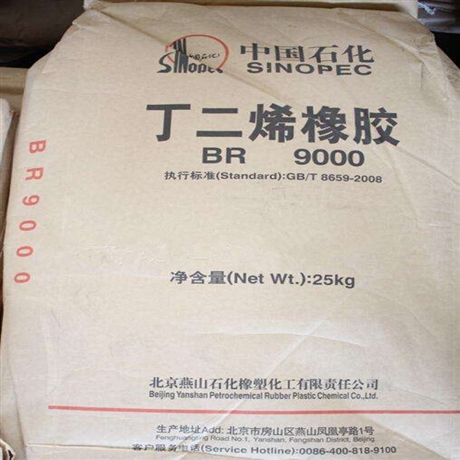 中国石化
Sinopec
SINOPEC
丁二烯橡胶
BR 9000
执行标准(Standard):GB/T 8659-2008
BR9000
净含量(Net Wt.):25kg
北京燕山石化橡塑化工有限责任公司
Beijing Yanshan Petrochemical Rubber Plastic Chemical Co.,Ltd.
生产地址Add: 北京市房山区燕山凤凰亭路1号
Fenghuangting Road No.1, Yanshan, Fangshan District, Beijing
客户服务电话(Service Hotline):0086-400-818-9100